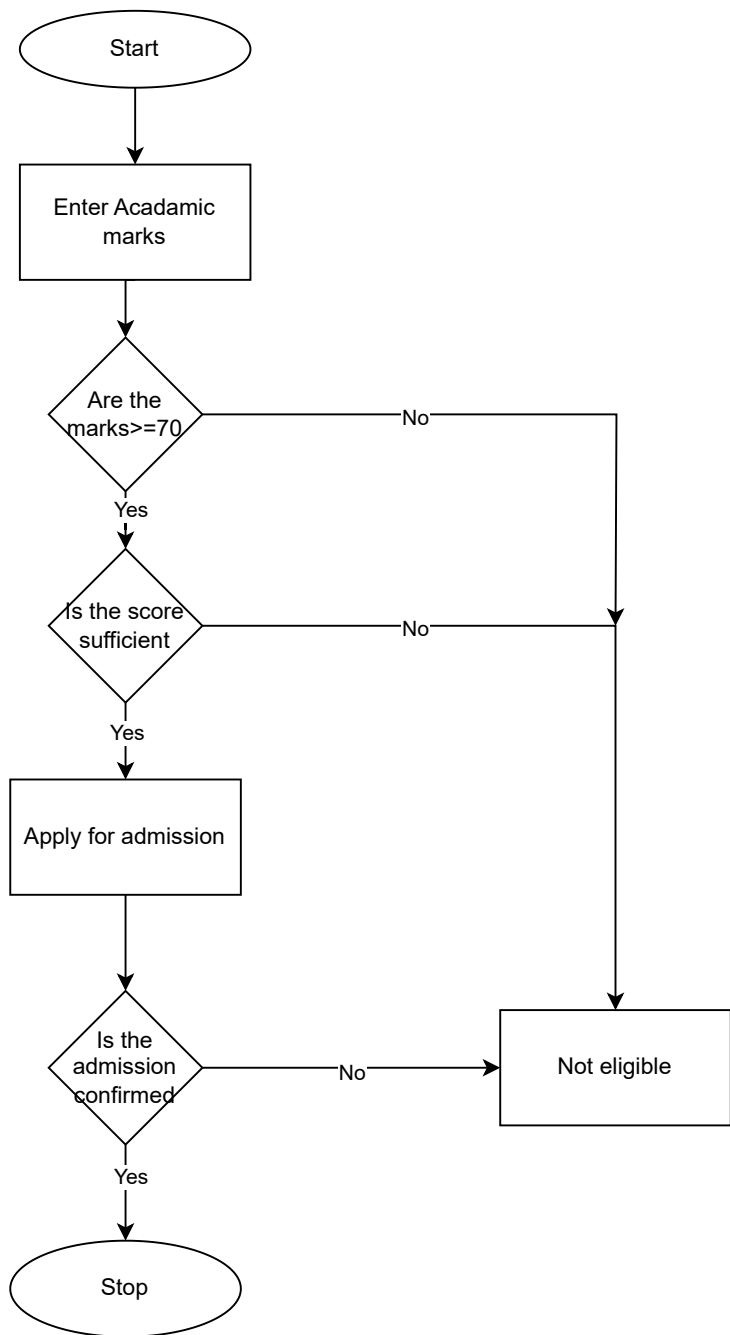 Start
Enter Acadamic
marks
Are the
marks>=70
No
Yes
Is the score
sufficient
No
Yes
Apply for admission
Is the
admission
confirmed
No
Not eligible
Yes
Stop